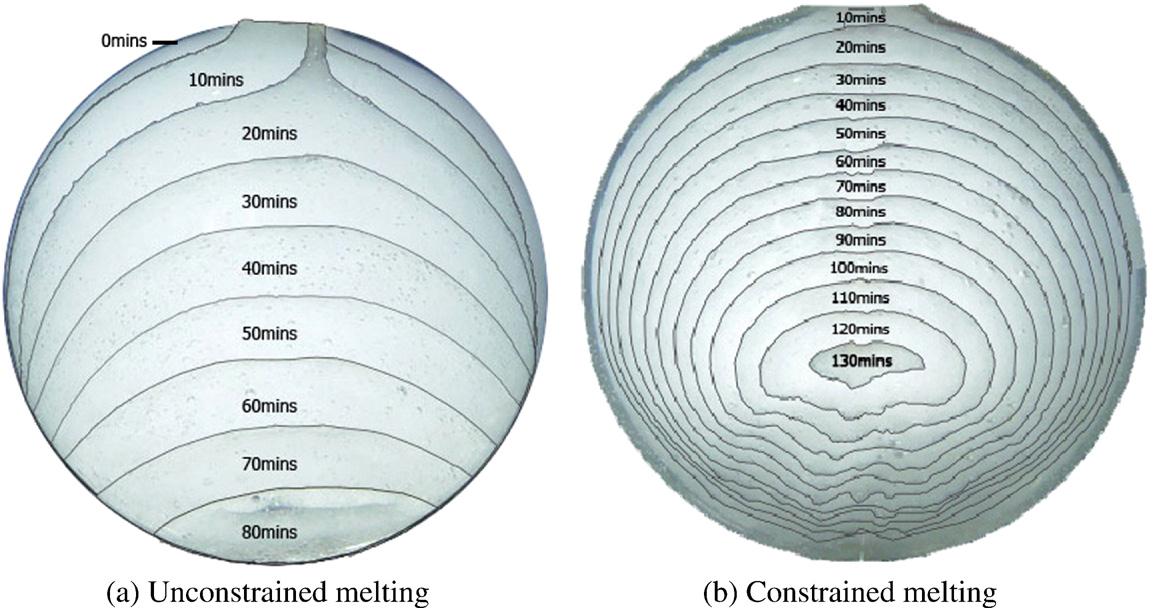 0mins
10mins
20mins
30mins
40mins
50mins
60mins
70mins
80mins
10mins
20mins
30mins
40mins
50mins
60mins
70mins
80mins
90mins
100mins
110mins
120mins
130mins
(a) Unconstrained melting
(b) Constrained melting